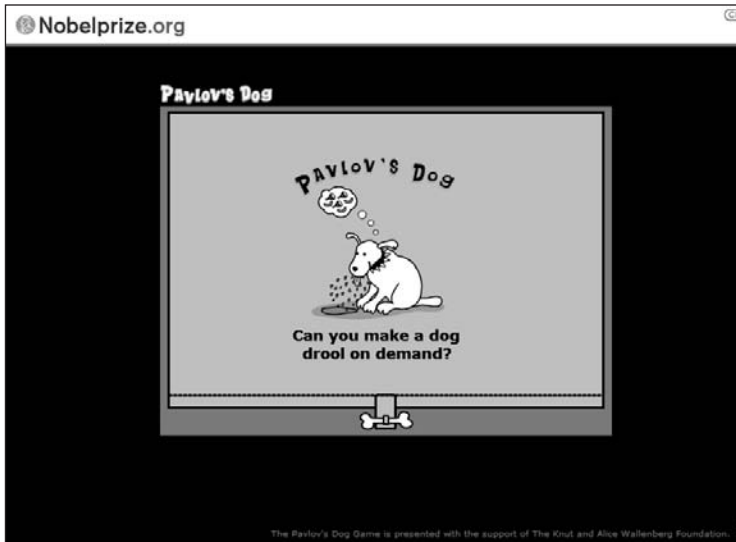 Nobelprize.org
©
Pavlov's Dog
Pavlov's Dog
Can you make a dog
drool on demand?
The Pavlov's Dog Game is presented with the support of The Knut and Alice Wallenberg Foundation.